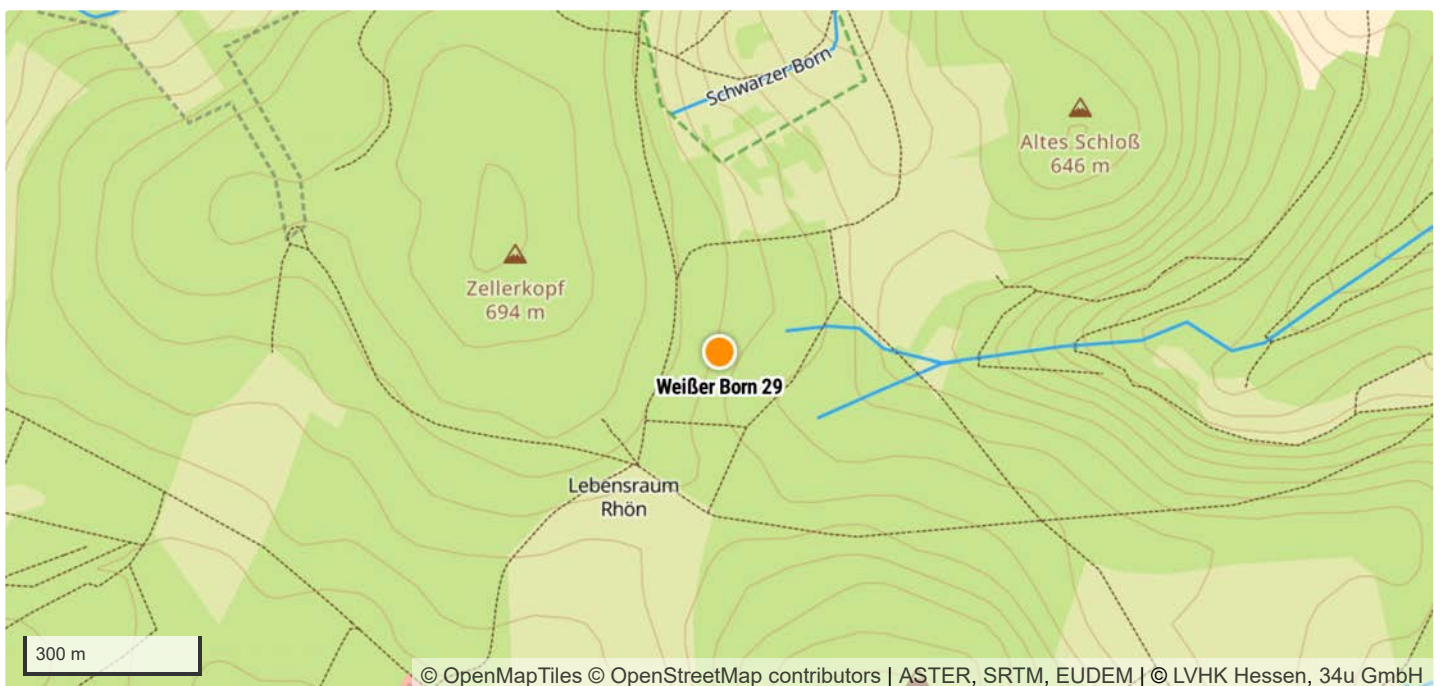 Schwarzer Born
Altes Schloß
646 m
Zellerkopf
694 m
Weißer Born 29
Lebensraum
Rhön
300 m
© OpenMapTiles © OpenStreetMap contributors | ASTER, SRTM, EUDEM | © LVHK Hessen, 34u GmbH